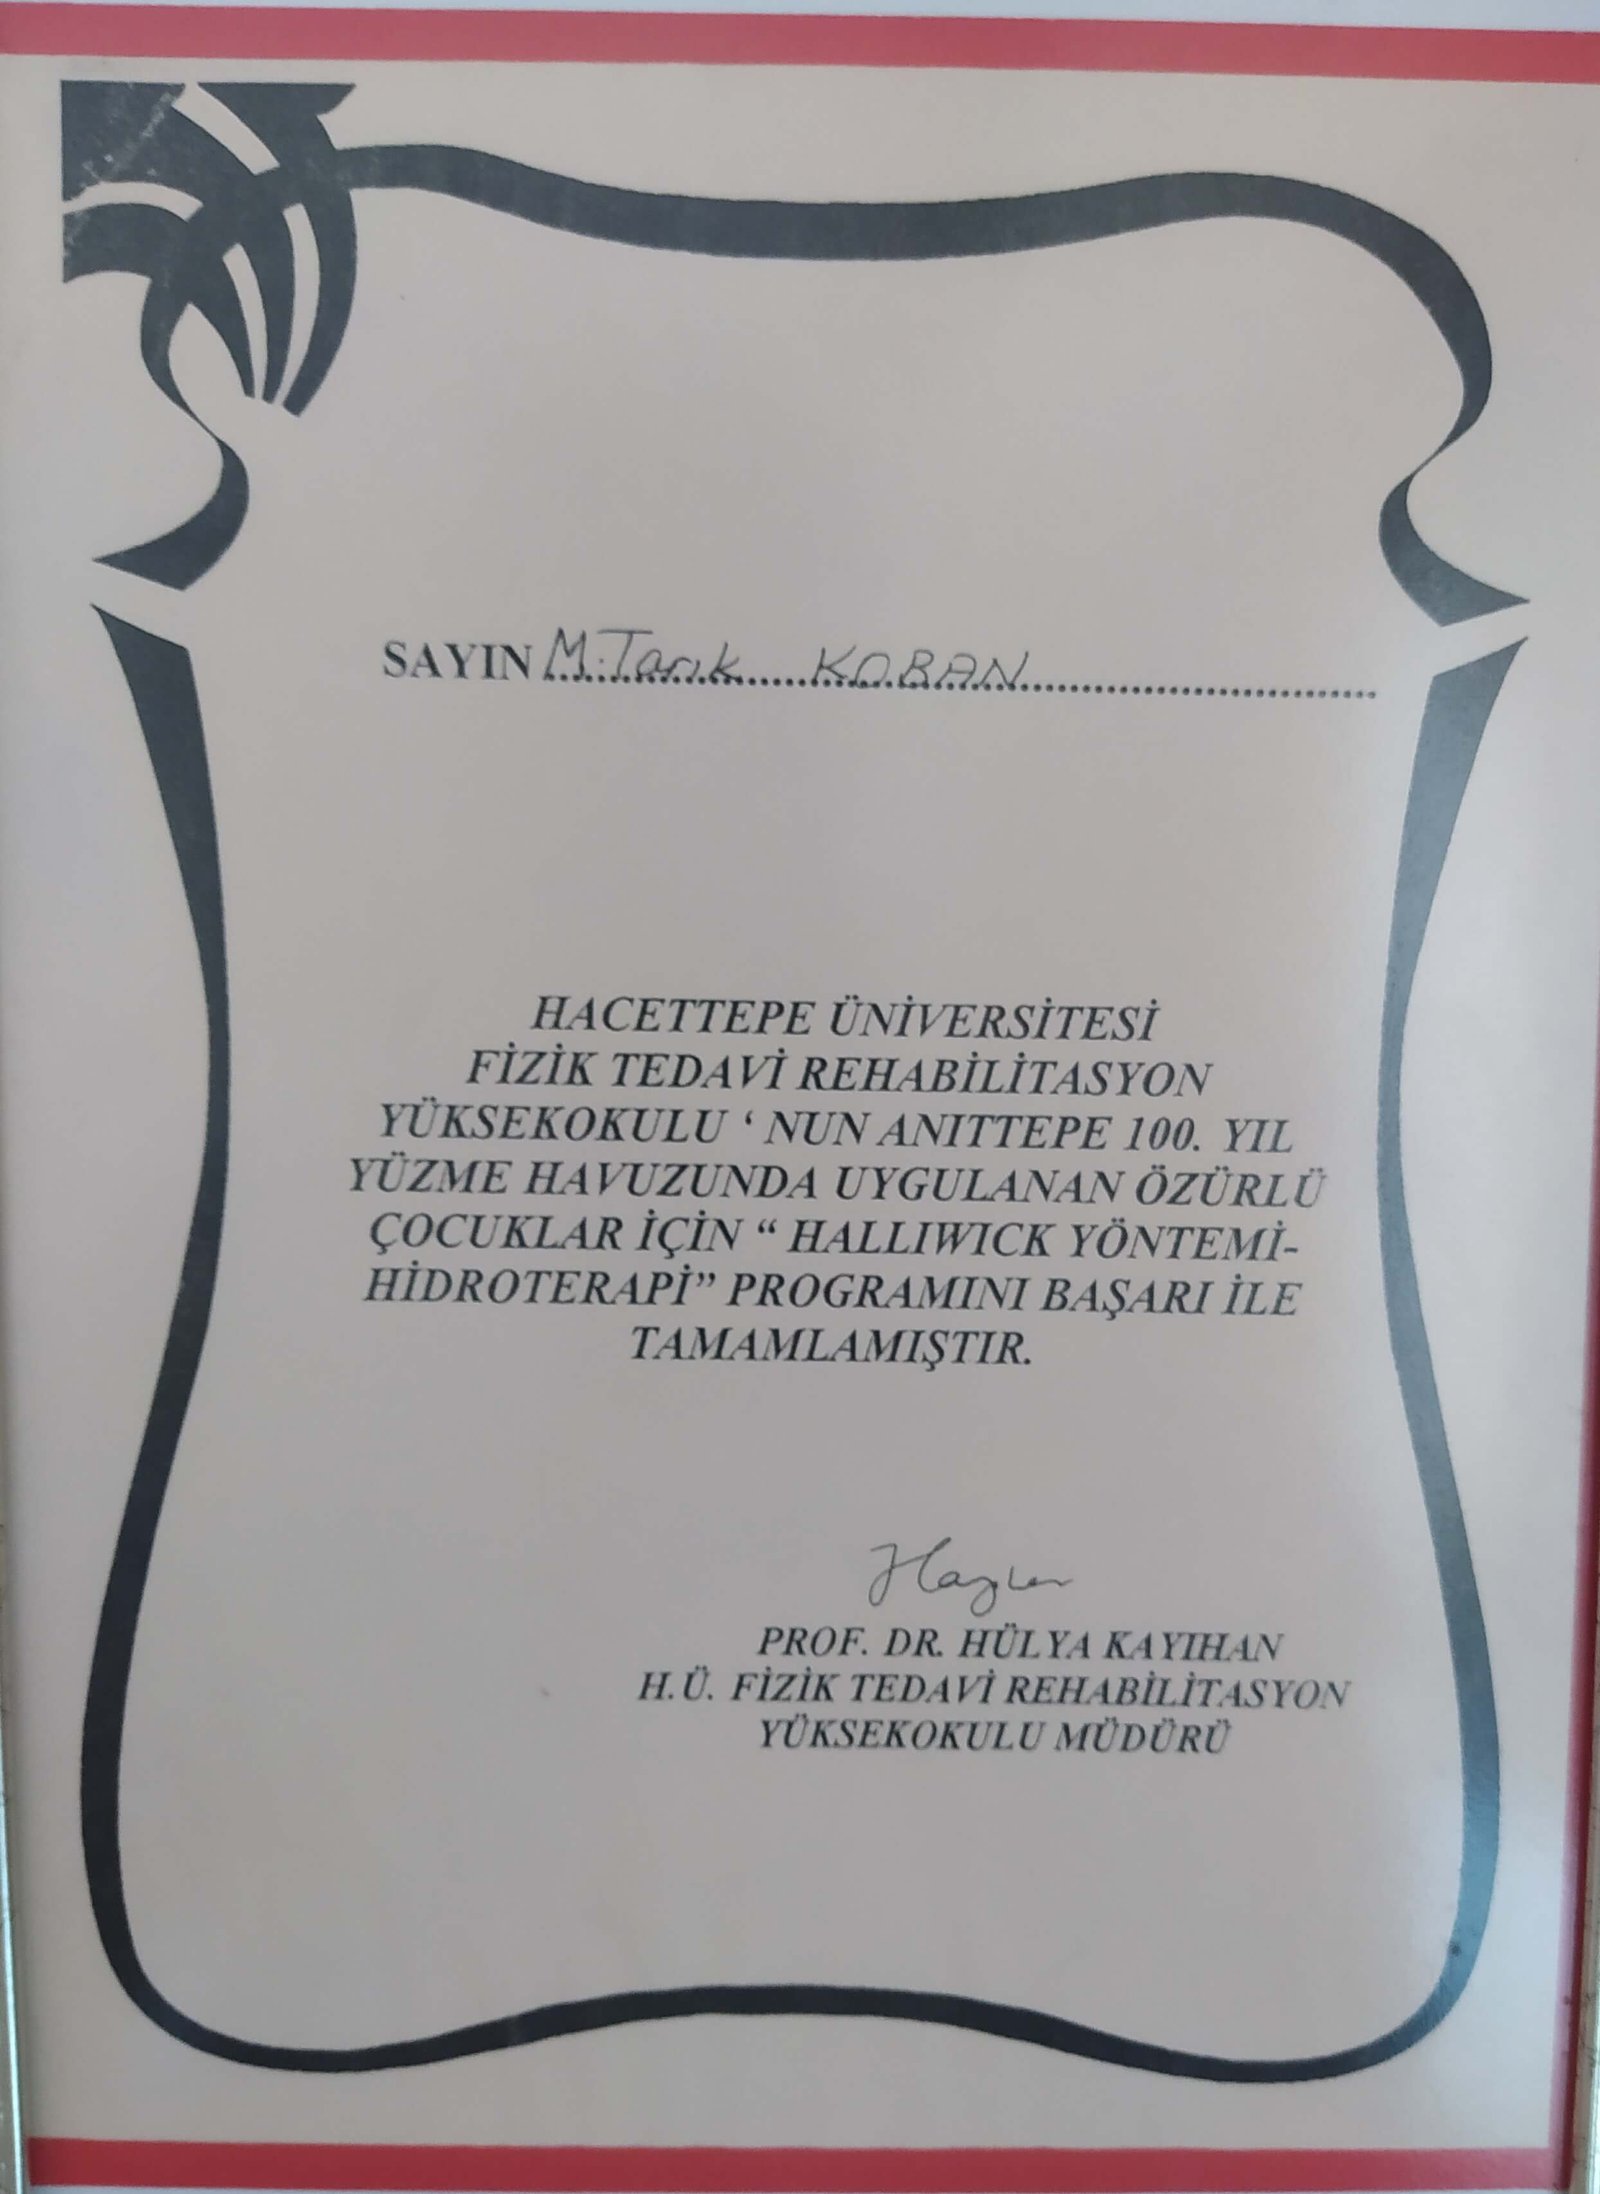 SAYIN M. Tarık KOBAN
HACETTEPE ÜNİVERSİTESİ
FİZİK TEDAVİ REHABİLİTASYON
YÜKSEKOKULU ‘ NUN ANITTEPE 100. YIL
YÜZME HAVUZUNDA UYGULANAN ÖZÜRLÜ
ÇOCUKLAR İÇİN “ HALLIWICK YÖNTEMİ-
HİDROTERAPİ” PROGRAMINI BAŞARI İLE
TAMAMLAMIŞTIR.
PROF. DR. HÜLYA KAYIHAN
H.Ü. FİZİK TEDAVİ REHABİLİTASYON
YÜKSEKOKULU MÜDÜRÜ